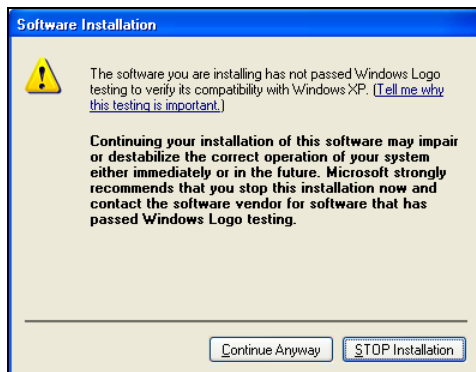 Software Installation
The software you are installing has not passed Windows Logo
testing to verify its compatibility with Windows XP. (Tell me why
this testing is important.)
Continuing your installation of this software may impair
or destabilize the correct operation of your system
either immediately or in the future. Microsoft strongly
recommends that you stop this installation now and
contact the software vendor for software that has
passed Windows Logo testing.
Continue Anyway
STOP Installation